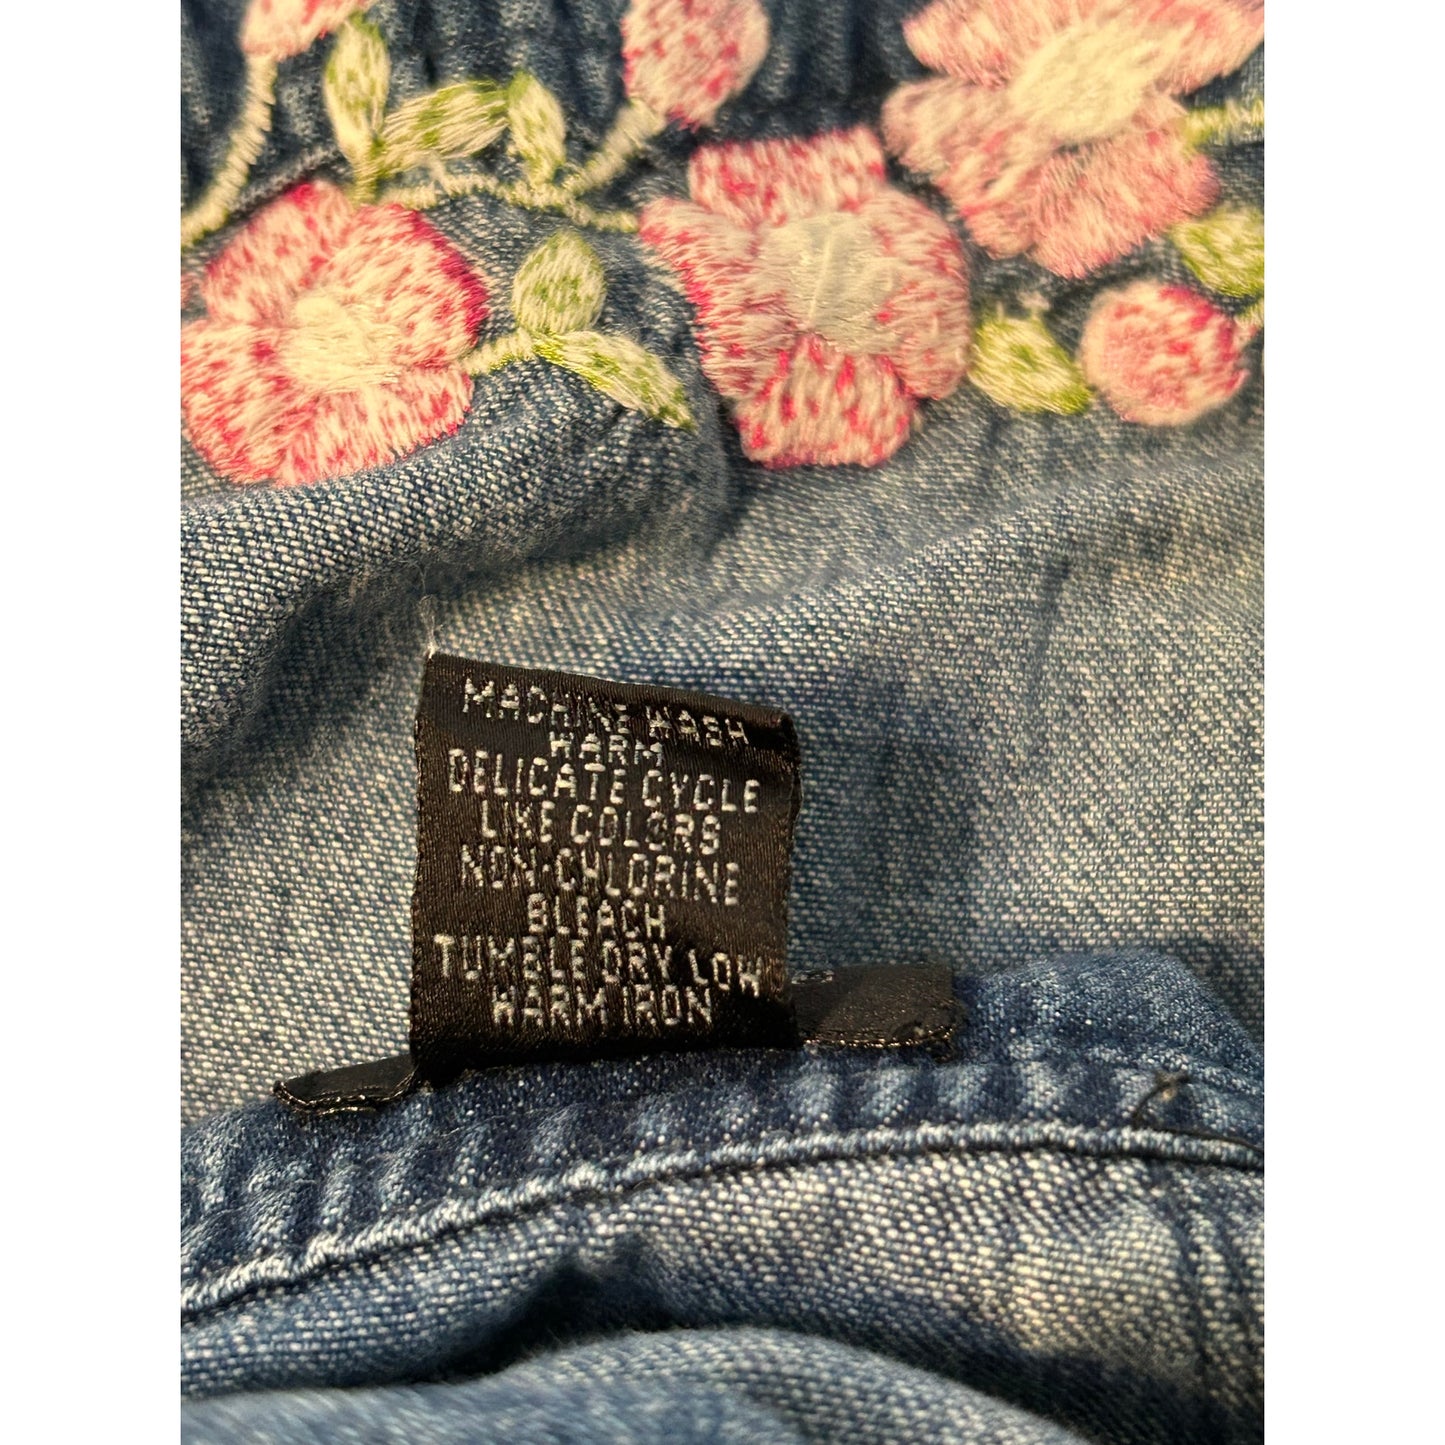 MACHINE WASH
WARM
DELICATE CYCLE
LIKE COLORS
NON-CHLORINE
BLEACH
TUMBLE DRY LOW
WARM IRON